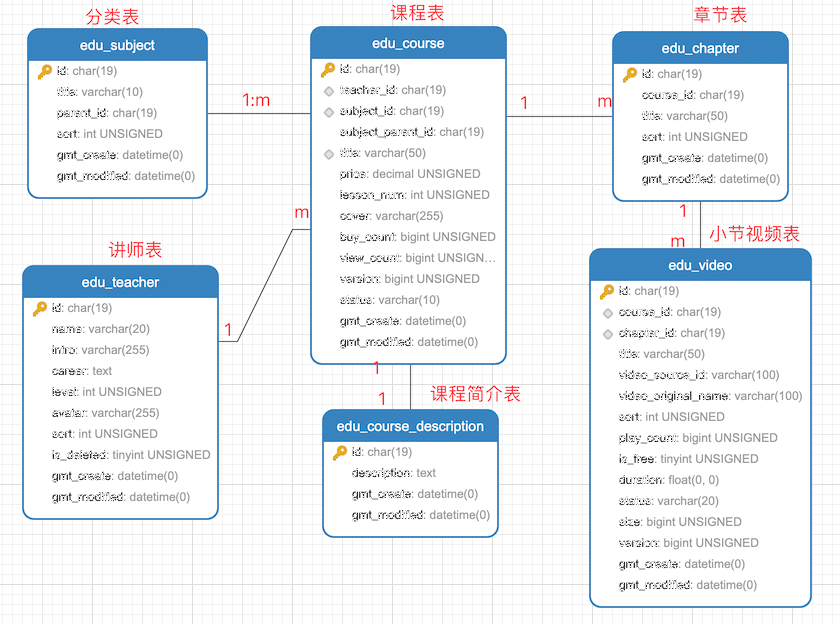 分类表
edu_subject
id: char(19)
title: varchar(10)
parent_id: char(19)
sort: int UNSIGNED
gmt_create: datetime(0)
gmt_modified: datetime(0)
1:m
课程表
edu_course
id: char(19)
teacher_id: char(19)
subject_id: char(19)
subject_parent_id: char(19)
title: varchar(50)
price: decimal UNSIGNED
lesson_num: int UNSIGNED
cover: varchar(255)
buy_count: bigint UNSIGNED
view_count: bigint UNSIGN...
version: bigint UNSIGNED
status: varchar(10)
gmt_create: datetime(0)
gmt_modified: datetime(0)
1
m
章节表
edu_chapter
id: char(19)
course_id: char(19)
title: varchar(50)
sort: int UNSIGNED
gmt_create: datetime(0)
gmt_modified: datetime(0)
讲师表
edu_teacher
id: char(19)
name: varchar(20)
intro: varchar(255)
career: text
level: int UNSIGNED
avatar: varchar(255)
sort: int UNSIGNED
is_deleted: tinyint UNSIGNED
gmt_create: datetime(0)
gmt_modified: datetime(0)
m
1
1
1
课程简介表
edu_course_description
id: char(19)
description: text
gmt_create: datetime(0)
gmt_modified: datetime(0)
1
m
小节视频表
edu_video
id: char(19)
course_id: char(19)
chapter_id: char(19)
title: varchar(50)
video_source_id: varchar(100)
video_original_name: varchar(100)
sort: int UNSIGNED
play_count: bigint UNSIGNED
is_free: tinyint UNSIGNED
duration: float(0, 0)
status: varchar(20)
size: bigint UNSIGNED
version: bigint UNSIGNED
gmt_create: datetime(0)
gmt_modified: datetime(0)